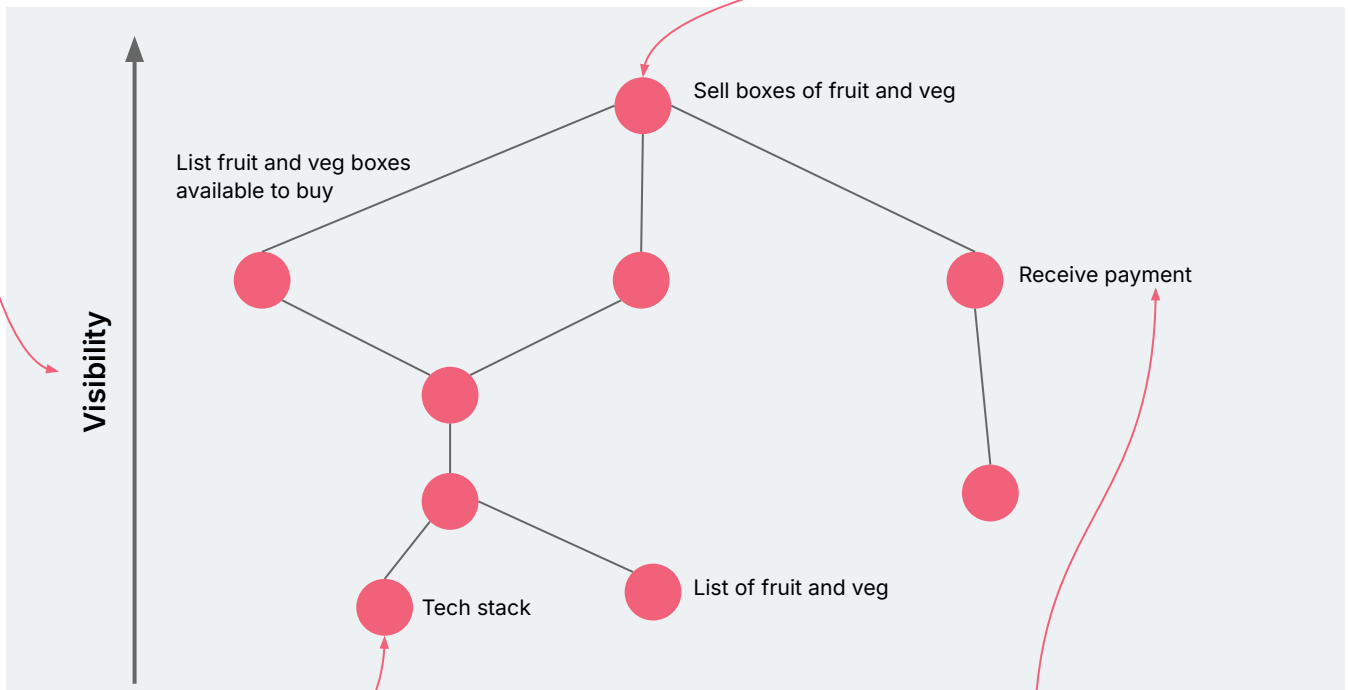 Sell boxes of fruit and veg
List fruit and veg boxes
available to buy
Receive payment
Visibility
List of fruit and veg
Tech stack